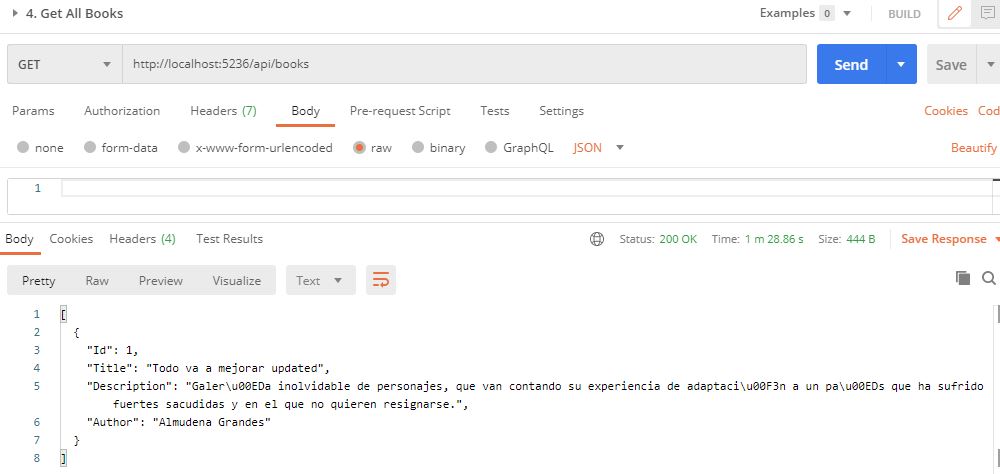 4. Get All Books Examples 0 BUILD
GET http://localhost:5236/api/books Send Save
Params Authorization Headers (7) Body Pre-request Script Tests Settings Cookies Cod
none form-data x-www-form-urlencoded raw binary GraphQL JSON Beautify
1
Body Cookies Headers (4) Test Results Status: 200 OK Time: 1 m 28.86 s Size: 444 B Save Response
Pretty Raw Preview Visualize Text
1 [
2 {
3 "Id": 1,
4 "Title": "Todo va a mejorar updated",
5 "Description": "Galer\u00EDa inolvidable de personajes, que van contando su experiencia de adaptaci\u00F3n a un pa\u00EDs que ha sufrido
fuertes sacudidas y en el que no quieren resignarse.",
6 "Author": "Almudena Grandes"
7 }
8 ]